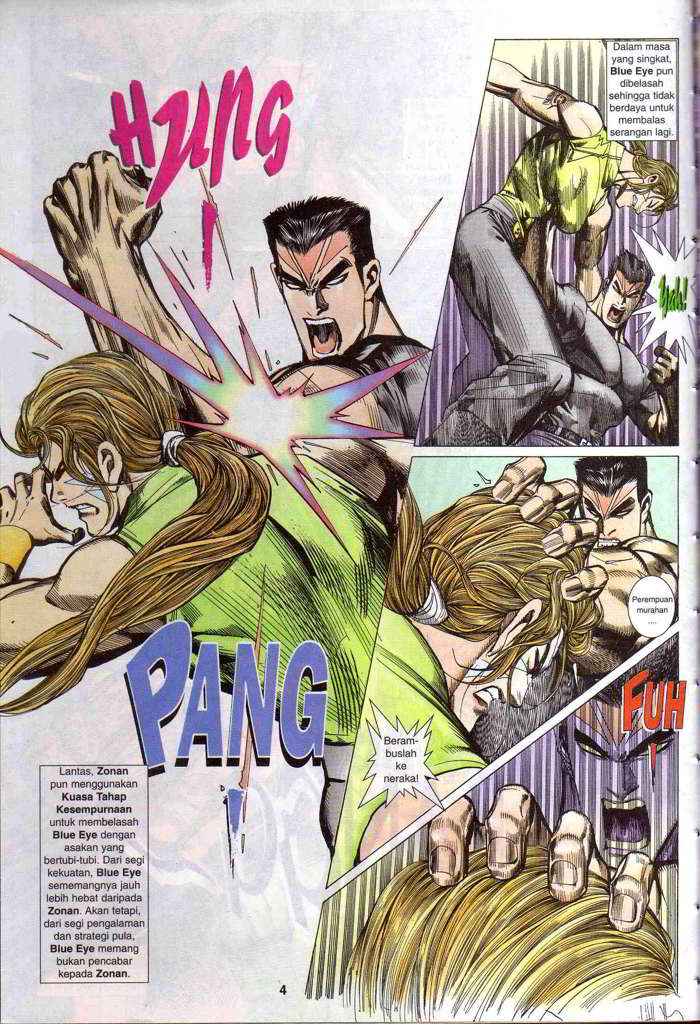 HUNG
!
PANG
!
Lantas, Zonan
pun menggunakan
Kuasa Tahap
Kesempurnaan
untuk membelasah
Blue Eye dengan
asakan yang
bertubi-tubi. Dari segi
kekuatan, Blue Eye
sememangnya jauh
lebih hebat daripada
Zonan. Akan tetapi,
dari segi pengalaman
dan strategi pula,
Blue Eye memang
bukan pencabar
kepada Zonan.
Dalam masa
yang singkat,
Blue Eye pun
dibelasah
sehingga tidak
berdaya untuk
membalas
serangan lagi.
Yah!
Perempuan
murahan
....
Beram-
buslah
ke
neraka!
FUH
!
4